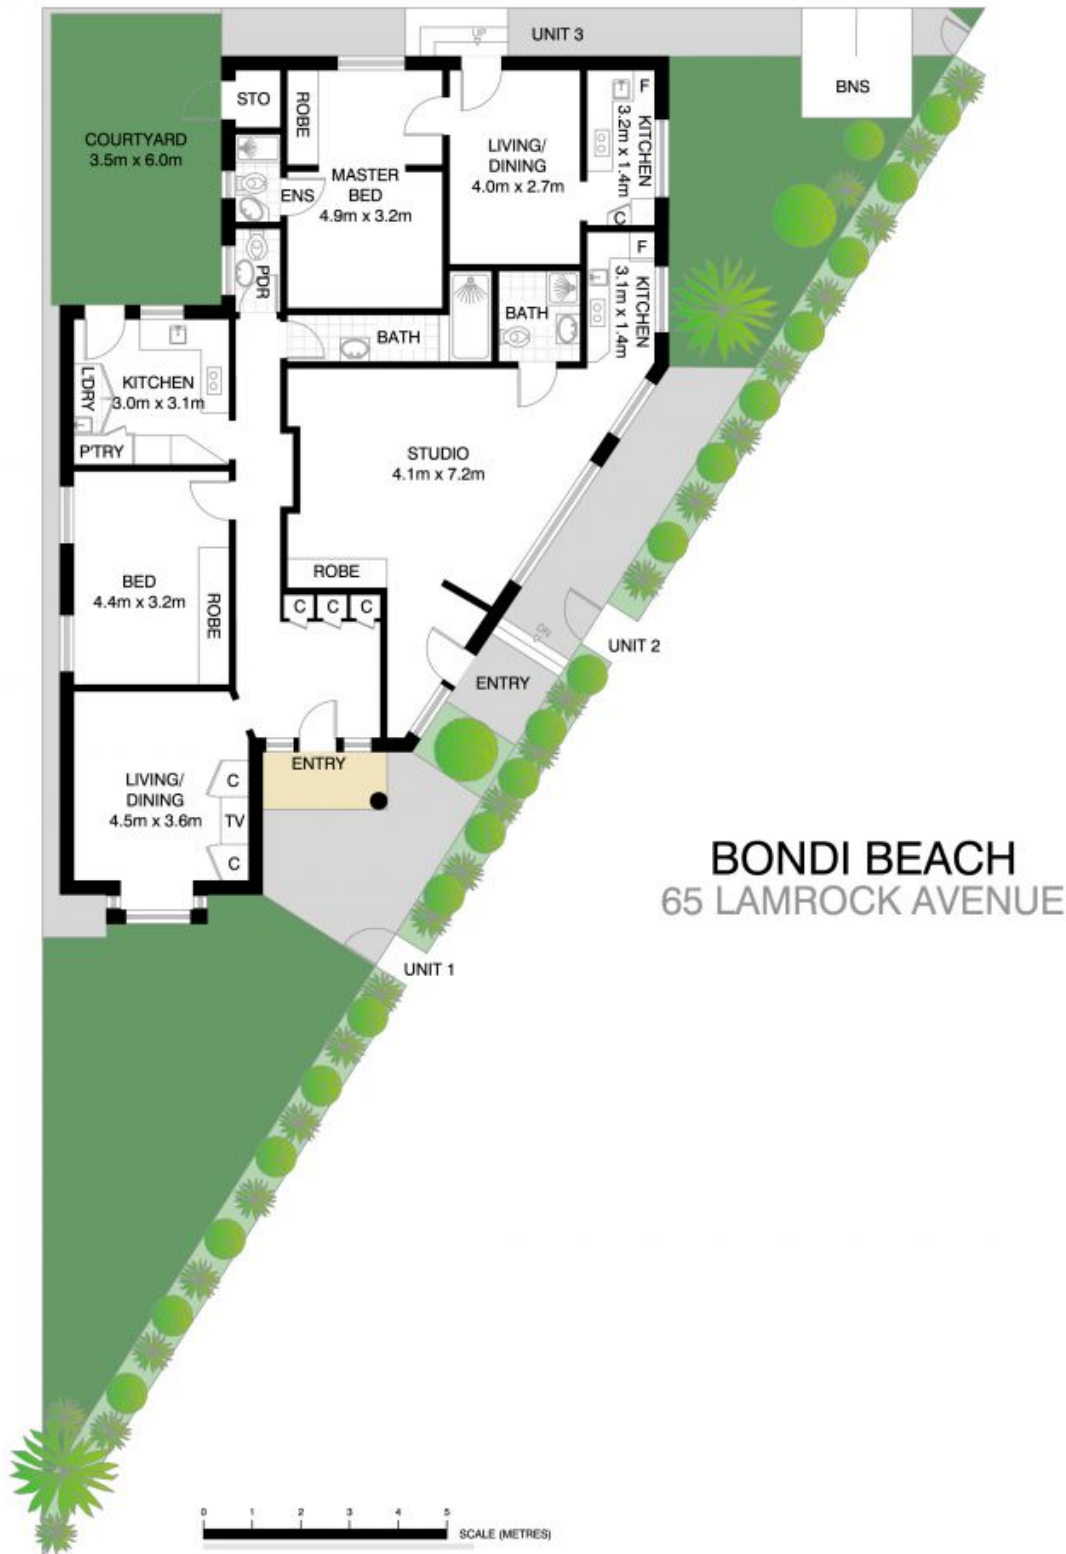 UP
UNIT 3
STO
ROBE
COURTYARD
3.5m x 6.0m
LIVING/
DINING
4.0m x 2.7m
F
KITCHEN
3.2m x 1.4m
C
BNS
MASTER
BED
4.9m x 3.2m
ENS
PDR
F
KITCHEN
3.1m x 1.4m
BATH
BATH
L'DRY
KITCHEN
3.0m x 3.1m
P'TRY
STUDIO
4.1m x 7.2m
BED
4.4m x 3.2m
ROBE
ROBE
C
C
C
DN
UNIT 2
ENTRY
ENTRY
LIVING/
DINING
4.5m x 3.6m
C
TV
C
BONDI BEACH
65 LAMROCK AVENUE
UNIT 1
0 1 2 3 4 5
SCALE (METRES)